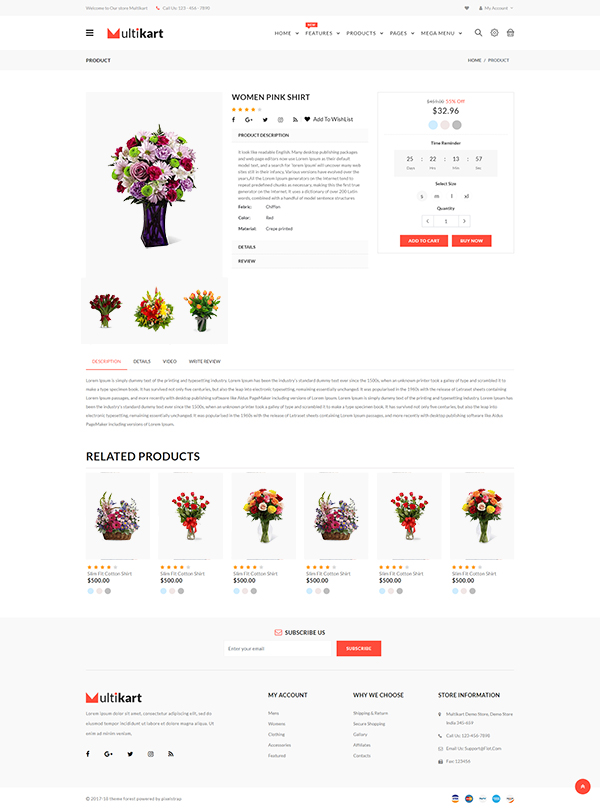 Welcome to Our store Multikart
Call Us: 123 - 456 - 7890
My Account
Multikart
HOME
NEW
FEATURES
PRODUCTS
PAGES
MEGA MENU
PRODUCT
HOME / PRODUCT
WOMEN PINK SHIRT
Add To WishList
PRODUCT DESCRIPTION
It look like readable English. Many desktop publishing packages
and web page editors now use Lorem Ipsum as their default
model text, and a search for lorem ipsum will uncover many web
sites still in their infancy. Various versions have evolved over the
years.All the Lorem Ipsum generators on the Internet tend to
repeat predefined chunks as necessary, making this the first true
generator on the Internet. It uses a dictionary of over 200 Latin
words, combined with a handful of model sentence structures
Fabric: Chiffon
Color: Red
Material: Crepe printed
DETAILS
REVIEW
$459.00 55% Off
$32.96
Time Reminder
25 : 22 : 13 : 57
Days Hrs Min Sec
Select Size
s m l xl
Quantity
1
ADD TO CART
BUY NOW
DESCRIPTION
DETAILS
VIDEO
WRITE REVIEW
Lorem Ipsum is simply dummy text of the printing and typesetting industry. Lorem Ipsum has been the industry's standard dummy text ever since the 1500s, when an unknown printer took a galley of type and scrambled it to
make a type specimen book. It has survived not only five centuries, but also the leap into electronic typesetting, remaining essentially unchanged. It was popularised in the 1960s with the release of Letraset sheets containing
Lorem Ipsum passages, and more recently with desktop publishing software like Aldus PageMaker including versions of Lorem Ipsum. Lorem Ipsum is simply dummy text of the printing and typesetting industry. Lorem Ipsum has
been the industry's standard dummy text ever since the 1500s, when an unknown printer took a galley of type and scrambled it to make a type specimen book. It has survived not only five centuries, but also the leap into
electronic typesetting, remaining essentially unchanged. It was popularised in the 1960s with the release of Letraset sheets containing Lorem Ipsum passages, and more recently with desktop publishing software like Aldus
PageMaker including versions of Lorem Ipsum.
RELATED PRODUCTS
Slim Fit Cotton Shirt
$500.00
Slim Fit Cotton Shirt
$500.00
Slim Fit Cotton Shirt
$500.00
Slim Fit Cotton Shirt
$500.00
Slim Fit Cotton Shirt
$500.00
Slim Fit Cotton Shirt
$500.00
SUBSCRIBE US
Enter your email
SUBSCRIBE
Multikart
Lorem ipsum dolor sit amet, consectetur adipiscing elit, sed do
eiusmod tempor incididunt ut labore et dolore magna aliqua. Ut
enim ad minim veniam,
MY ACCOUNT
Mens
Womens
Clothing
Accessories
Featured
WHY WE CHOOSE
Shipping & Return
Secure Shopping
Gallary
Affiliates
Contacts
STORE INFORMATION
Multikart Demo Store, Demo Store
India 345-659
Call Us: 123-456-7898
Email Us: Support@Fiot.Com
Fax: 123456
© 2017-18 theme forest powered by pixelstrap